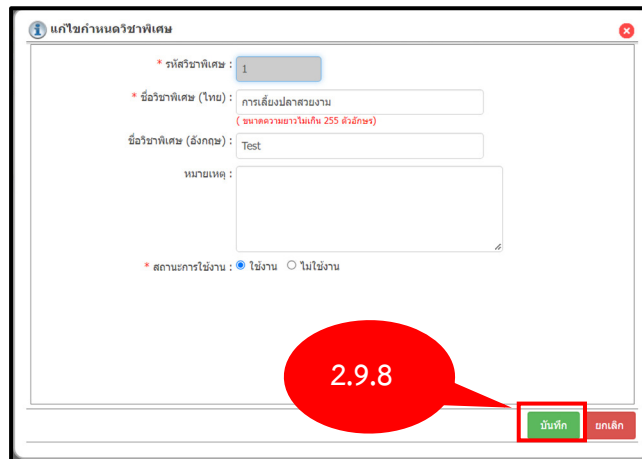 แก้ไขกำหนดวิชาพิเศษ
* รหัสวิชาพิเศษ : 1
* ชื่อวิชาพิเศษ (ไทย) : การเลี้ยงปลาสวยงาม
( ขนาดความยาวไม่เกิน 255 ตัวอักษร)
ชื่อวิชาพิเศษ (อังกฤษ) : Test
หมายเหตุ :
* สถานะการใช้งาน : ใช้งาน ไม่ใช้งาน
2.9.8
บันทึก ยกเลิก